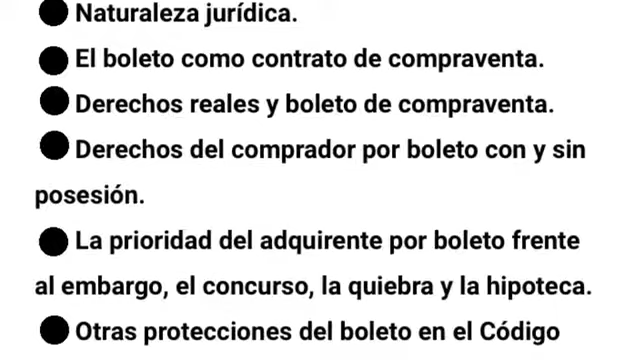 ● Naturaleza jurídica.
● El boleto como contrato de compraventa.
● Derechos reales y boleto de compraventa.
● Derechos del comprador por boleto con y sin
posesión.
● La prioridad del adquirente por boleto frente
al embargo, el concurso, la quiebra y la hipoteca.
● Otras protecciones del boleto en el Código